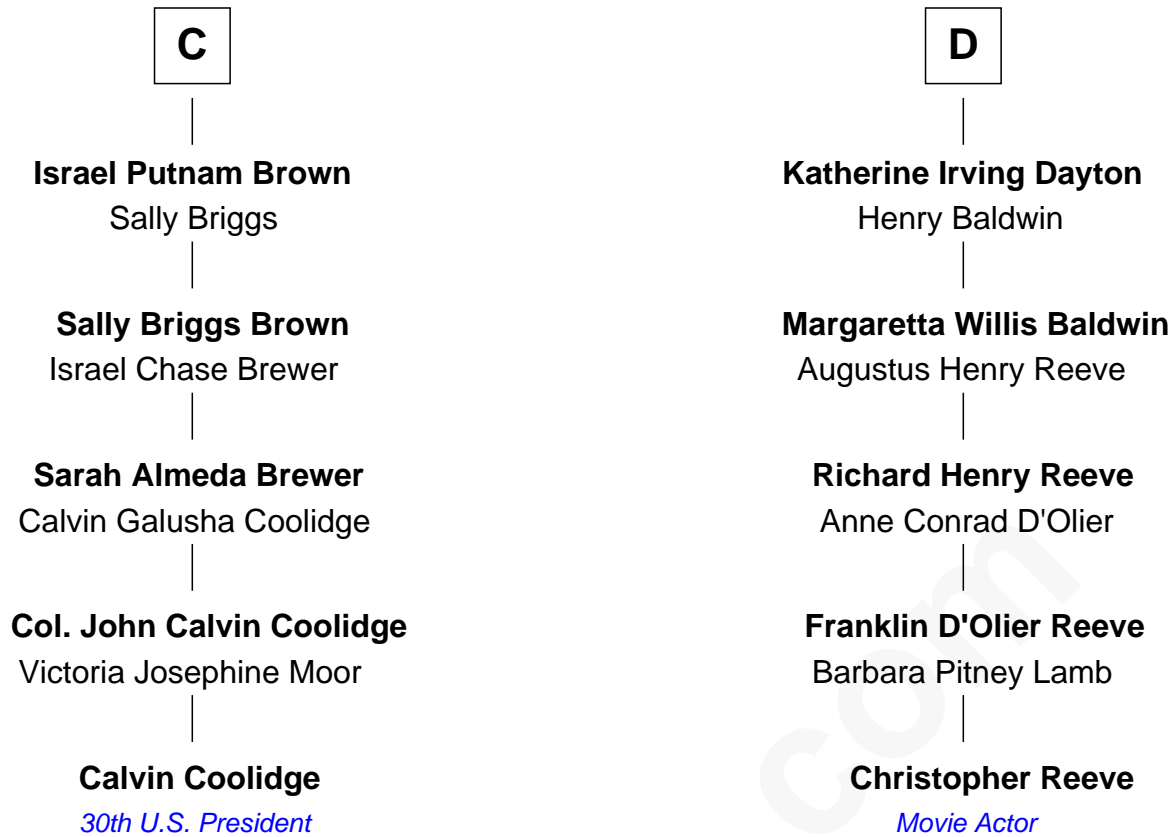 C
Israel Putnam Brown
Sally Briggs
Sally Briggs Brown
Israel Chase Brewer
Sarah Almeda Brewer
Calvin Galusha Coolidge
Col. John Calvin Coolidge
Victoria Josephine Moor
Calvin Coolidge
30th U.S. President
D
Katherine Irving Dayton
Henry Baldwin
Margaretta Willis Baldwin
Augustus Henry Reeve
Richard Henry Reeve
Anne Conrad D'Olier
Franklin D'Olier Reeve
Barbara Pitney Lamb
Christopher Reeve
Movie Actor
com